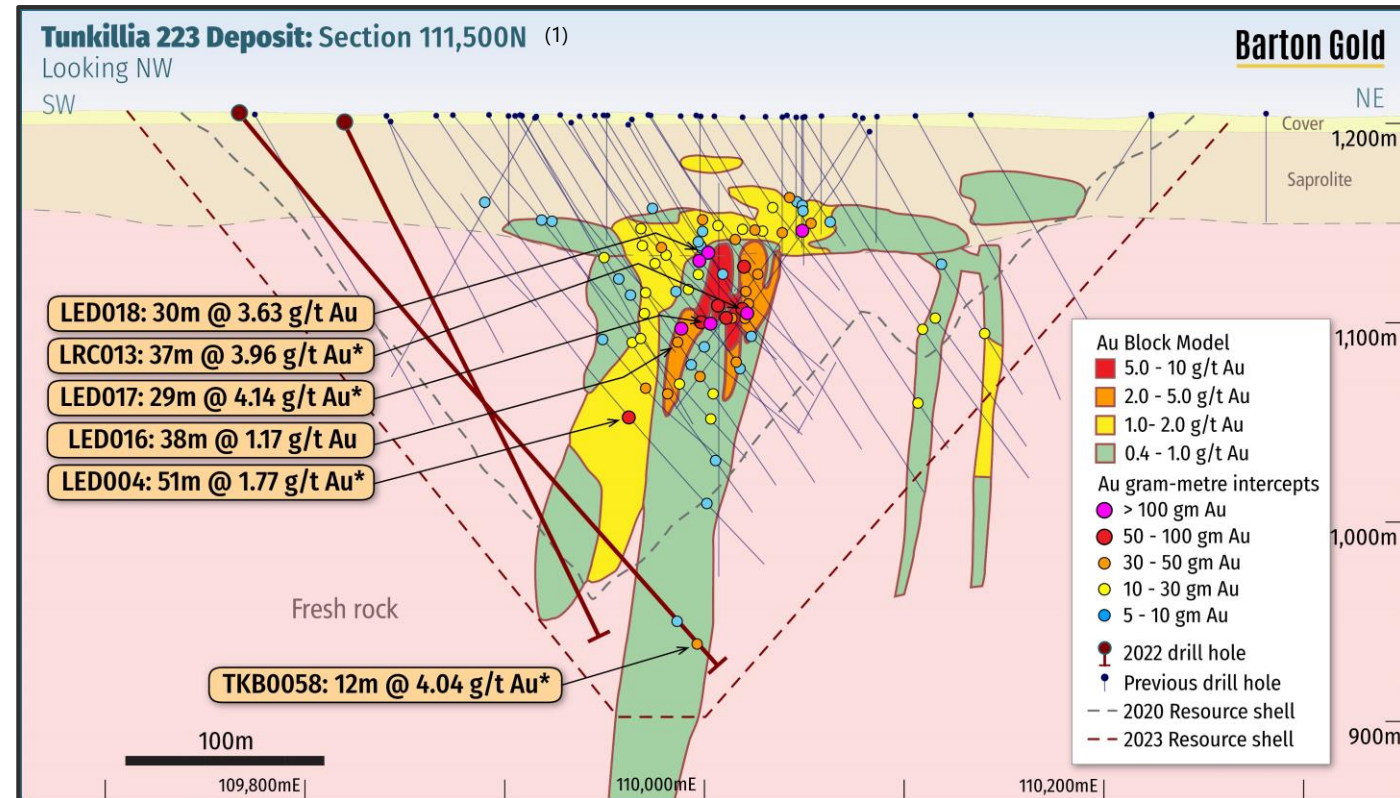 Tunkillia 223 Deposit: Section 111,500N (1)
Barton Gold
Looking NW
SW
NE
Cover
1,200m
Saprolite
LED018: 30m @ 3.63 g/t Au
LRC013: 37m @ 3.96 g/t Au*
LED017: 29m @ 4.14 g/t Au*
LED016: 38m @ 1.17 g/t Au
LED004: 51m @ 1.77 g/t Au*
1,100m
Au Block Model
5.0 - 10 g/t Au
2.0 - 5.0 g/t Au
1.0- 2.0 g/t Au
0.4 - 1.0 g/t Au
Au gram-metre intercepts
> 100 gm Au
50 - 100 gm Au
30 - 50 gm Au
10 - 30 gm Au
5 - 10 gm Au
2022 drill hole
Previous drill hole
2020 Resource shell
2023 Resource shell
1,000m
Fresh rock
TKB0058: 12m @ 4.04 g/t Au*
900m
100m
109,800mE
110,000mE
110,200mE